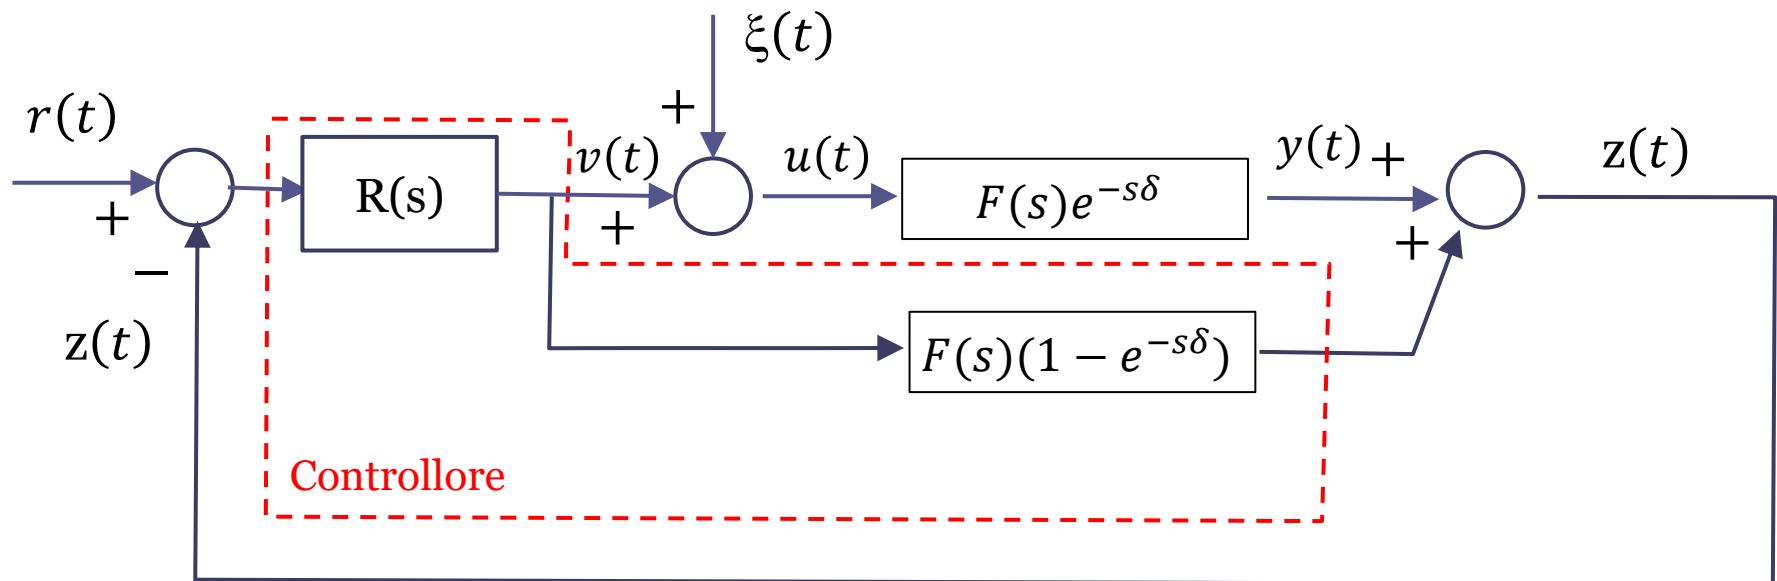 ξ(t)
r(t)
+
R(s)
v(t)
u(t)
F(s)e^{−sδ}
y(t)
+
z(t)
+
+
+
−
z(t)
F(s)(1 − e^{−sδ})
Controllore